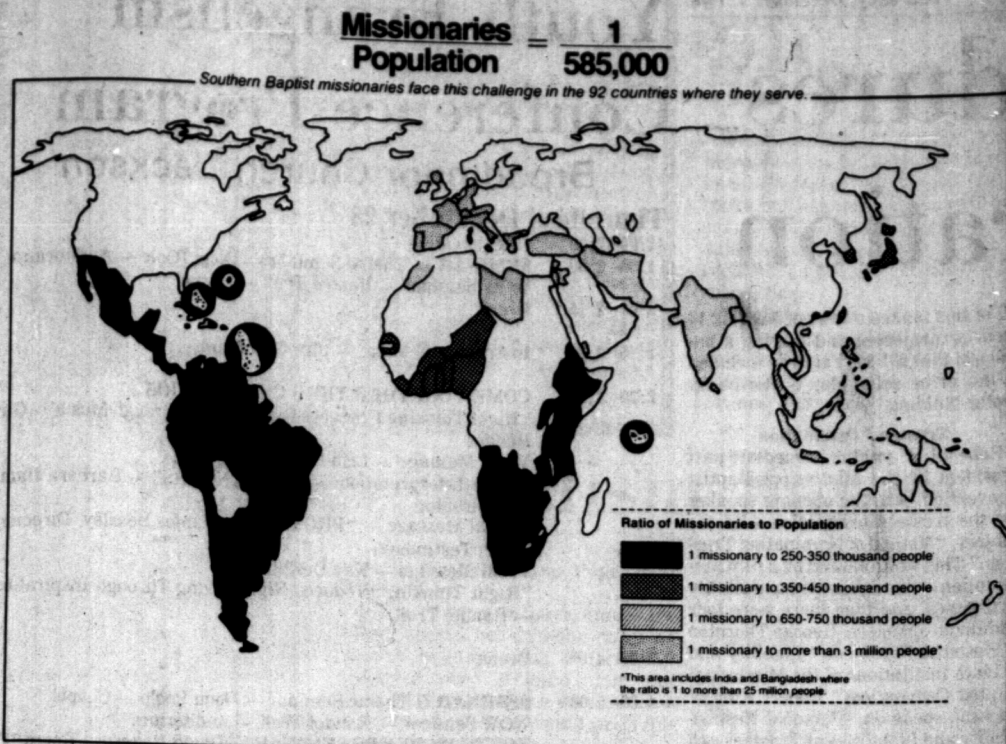 Missionaries = 1
Population 585,000
Southern Baptist missionaries face this challenge in the 92 countries where they serve.
Ratio of Missionaries to Population
1 missionary to 250-350 thousand people
1 missionary to 350-450 thousand people
1 missionary to 650-750 thousand people
1 missionary to more than 3 million people*
*This area includes India and Bangladesh where
the ratio is 1 to more than 25 million people.